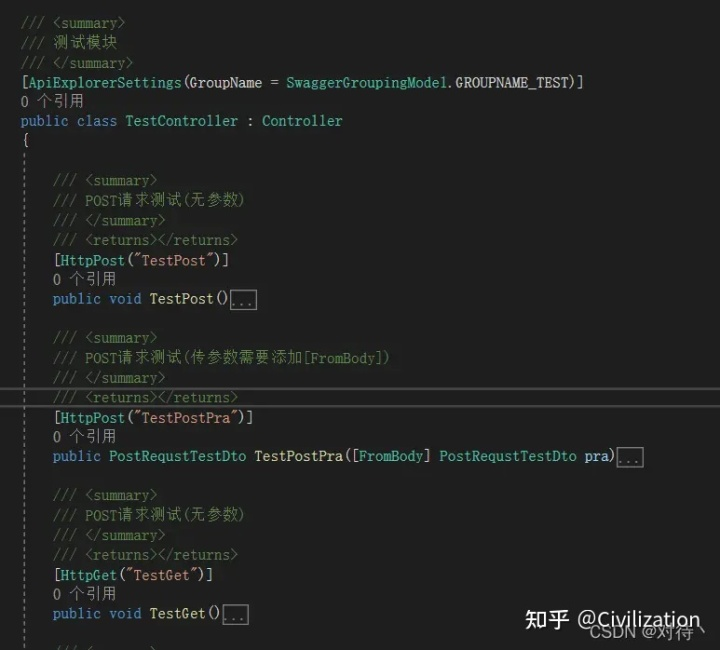 /// <summary>
/// 测试模块
/// </summary>
[ApiExplorerSettings(GroupName = SwaggerGroupingModel.GROUPNAME_TEST)]
0 个引用
public class TestController : Controller
{
/// <summary>
/// POST请求测试(无参数)
/// </summary>
/// <returns></returns>
[HttpPost("TestPost")]
0 个引用
public void TestPost()...
/// <summary>
/// POST请求测试(传参数需要添加[FromBody])
/// </summary>
/// <returns></returns>
[HttpPost("TestPostPra")]
0 个引用
public PostRequstTestDto TestPostPra([FromBody] PostRequstTestDto pra)...
/// <summary>
/// POST请求测试(无参数)
/// </summary>
/// <returns></returns>
[HttpGet("TestGet")]
0 个引用
public void TestGet()...
知乎 @Civilization
CSDN @对待丶